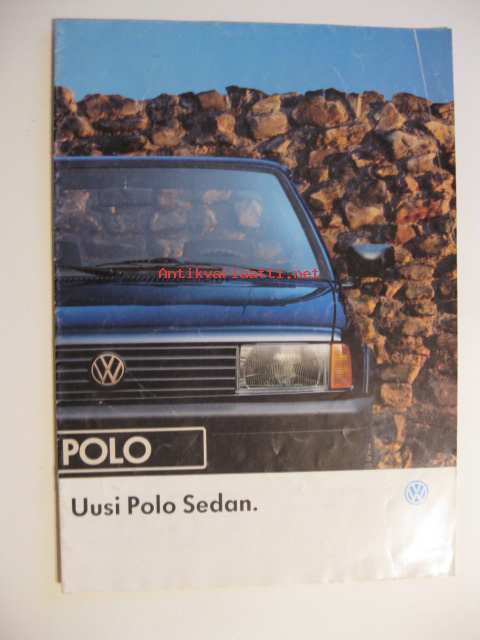 Antikvariaatti.net
POLO
Uusi Polo Sedan.